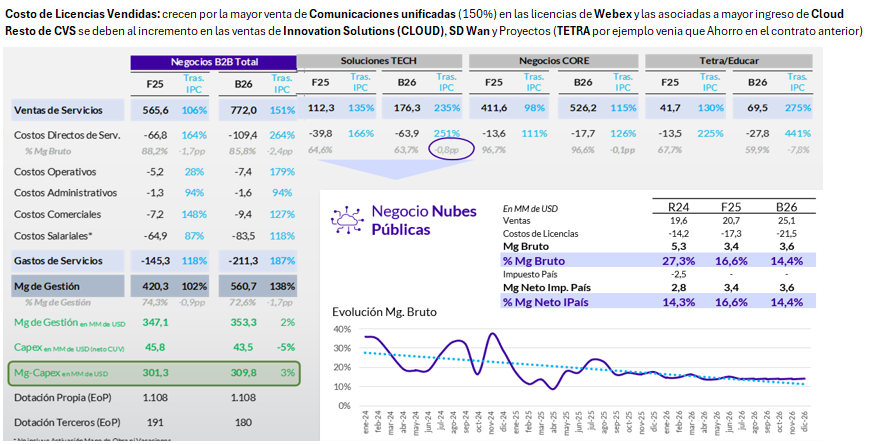 Costo de Licencias Vendidas: crecen por la mayor venta de Comunicaciones unificadas (150%) en las licencias de Webex y las asociadas a mayor ingreso de Cloud
Resto de CVS se deben al incremento en las ventas de Innovation Solutions (CLOUD), SD Wan y Proyectos (TETRA por ejemplo venia que Ahorro en el contrato anterior)
Negocios B2B Total Soluciones TECH Negocios CORE Tetra/Educar
F25 Tras. IPC B26 Tras. IPC F25 Tras. IPC B26 Tras. IPC F25 Tras. IPC B26 Tras. IPC F25 Tras. IPC B26 Tras. IPC
Ventas de Servicios 565,6 106% 772,0 151% 112,3 135% 176,3 235% 411,6 98% 526,2 115% 41,7 130% 69,5 275%
Costos Directos de Serv. -66,8 164% -109,4 264% -39,8 166% -63,9 251% -13,6 111% -17,7 126% -13,5 225% -27,8 441%
% Mg Bruto 88,2% -1,7pp 85,8% -2,4pp 64,6% 63,7% -0,8pp 96,7% 96,6% -0,1pp 67,7% 59,9% -7,8%
Costos Operativos -5,2 28% -7,4 179%
Costos Administrativos -1,3 94% -1,6 94%
Costos Comerciales -7,2 148% -9,4 127%
Costos Salariales* -64,9 87% -83,5 118%
Gastos de Servicios -145,3 118% -211,3 187%
Mg de Gestión 420,3 102% 560,7 138%
% Mg de Gestión 74,3% -0,9pp 72,6% -1,7pp
Mg de Gestión en MM de USD 347,1 353,3 2%
Capex en MM de USD (neto CUV) 45,8 43,5 -5%
Mg-Capex en MM de USD 301,3 309,8 3%
Dotación Propia (EoP) 1.108 1.108
Dotación Terceros (EoP) 191 180
Negocio Nubes
Públicas
En MM de USD R24 F25 B26
Ventas 19,6 20,7 25,1
Costos de Licencias -14,2 -17,3 -21,5
Mg Bruto 5,3 3,4 3,6
% Mg Bruto 27,3% 16,6% 14,4%
Impuesto País -2,5 - -
Mg Neto Imp. País 2,8 3,4 3,6
% Mg Neto IPaís 14,3% 16,6% 14,4%
Evolución Mg. Bruto
40%
30%
20%
10%
0%
ene-24 feb-24 mar-24 abr-24 may-24 jun-24 jul-24 ago-24 sep-24 oct-24 nov-24 dic-24 ene-25 feb-25 mar-25 abr-25 may-25 jun-25 jul-25 ago-25 sep-25 oct-25 nov-25 dic-25 ene-26 feb-26 mar-26 abr-26 may-26 jun-26 jul-26 ago-26 sep-26 oct-26 nov-26 dic-26